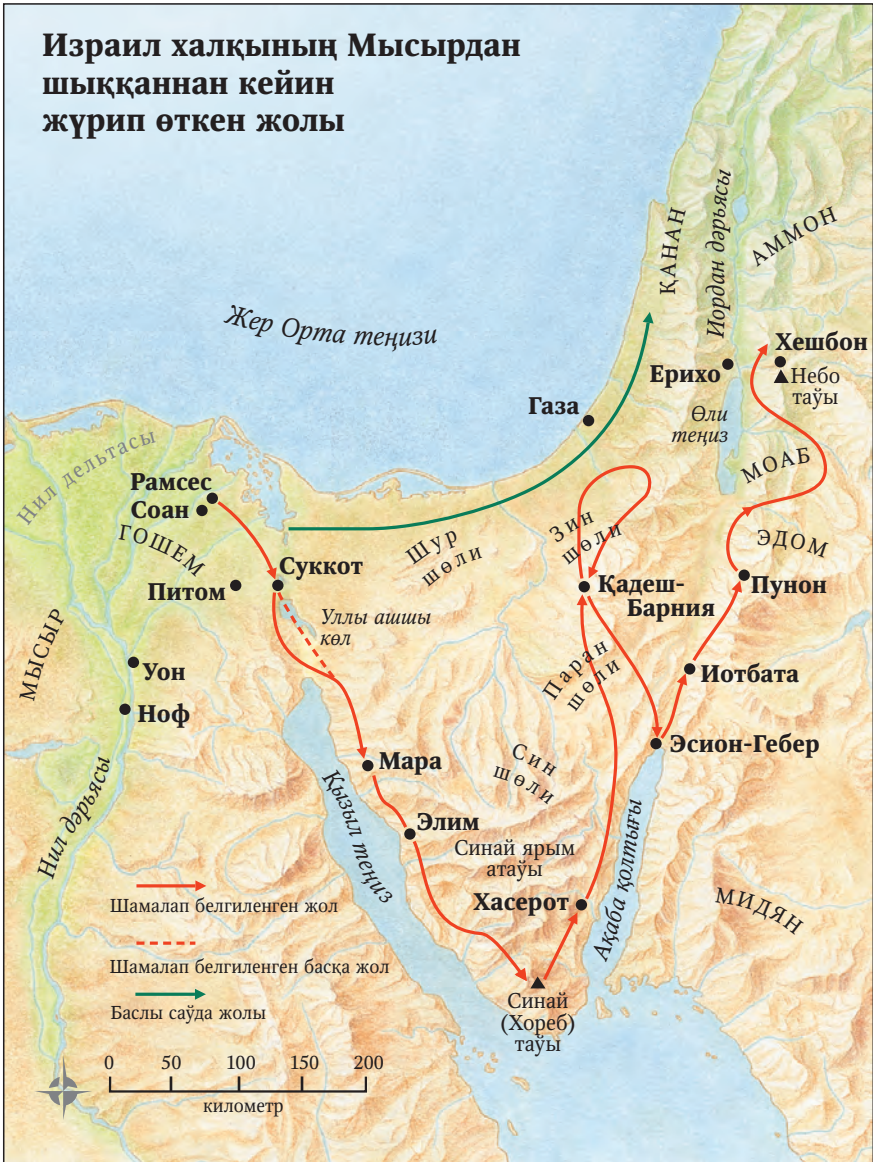 Израил халқының Мысырдан
шыққаннан кейин
жүрип өткен жолы
ҚАНАН
Иордан дәрьясы
АММОН
Жер Орта теңизи
Хешбон
Ерихо
Небо
таўы
Газа
Өли
теңиз
Нил дельтасы
МОАБ
Рамсес
Соан
ГОШЕМ
Шур
шөли
Зин
шөли
ЭДОМ
Суккот
Питом
Қадеш-
Барния
Пунон
Уллы ашшы
көл
МЫСЫР
Уон
Паран
шөли
Иотбата
Ноф
Эсион-Гебер
Мара
Син
шөли
Қызыл теңиз
Элим
Нил дәрьясы
Синай ярым
атаўы
Ақаба қолтығы
Хасерот
МИДЯН
Шамалап белгиленген жол
Шамалап белгиленген басқа жол
Баслы саўда жолы
Синай
(Хореб)
таўы
0 50 100 150 200
километр